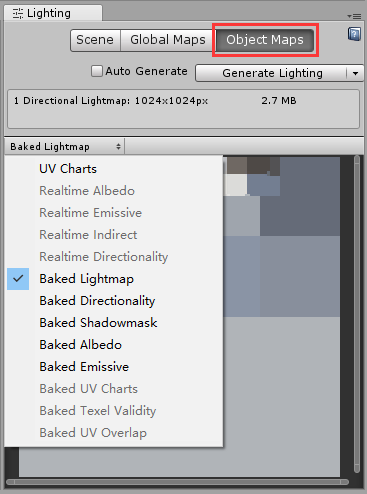 Lighting
Scene Global Maps Object Maps
Auto Generate Generate Lighting
1 Directional Lightmap: 1024x1024px 2.7 MB
Baked Lightmap
UV Charts
Realtime Albedo
Realtime Emissive
Realtime Indirect
Realtime Directionality
Baked Lightmap
Baked Directionality
Baked Shadowmask
Baked Albedo
Baked Emissive
Baked UV Charts
Baked Texel Validity
Baked UV Overlap